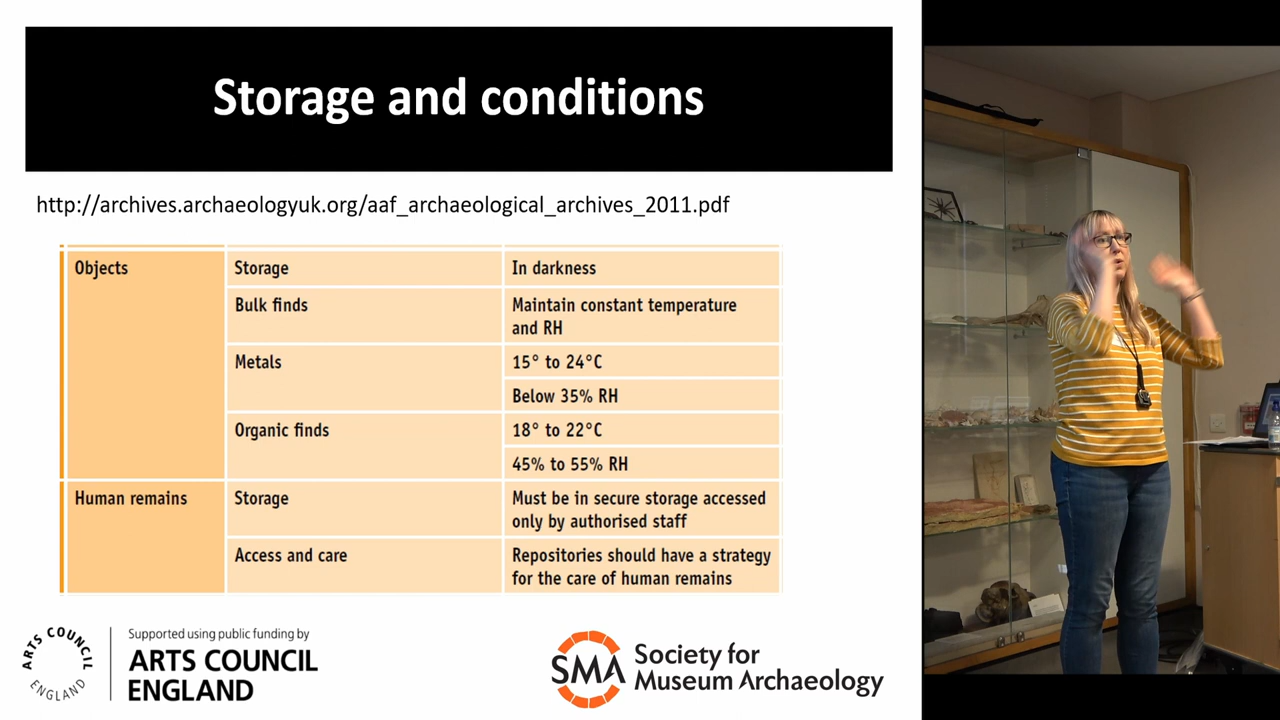 Storage and conditions
http://archives.archaeologyuk.org/aaf_archaeological_archives_2011.pdf
Objects
Storage
In darkness
Bulk finds
Maintain constant temperature
and RH
Metals
15° to 24°C
Below 35% RH
Organic finds
18° to 22°C
45% to 55% RH
Human remains
Storage
Must be in secure storage accessed
only by authorised staff
Access and care
Repositories should have a strategy
for the care of human remains
ARTS COUNCIL
ENGLAND
Supported using public funding by
ARTS COUNCIL
ENGLAND
SMA
Society for
Museum Archaeology